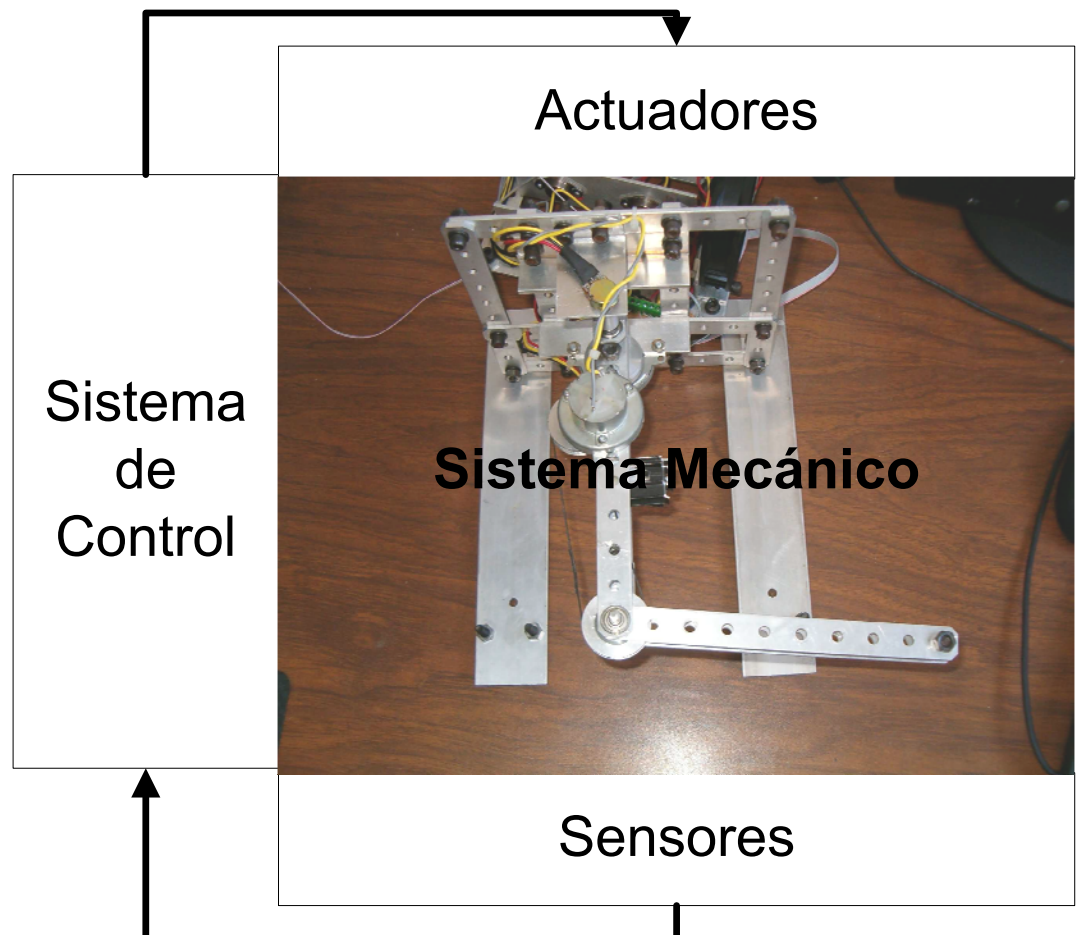 Actuadores
Sistema
de
Control
Sistema Mecánico
Sensores